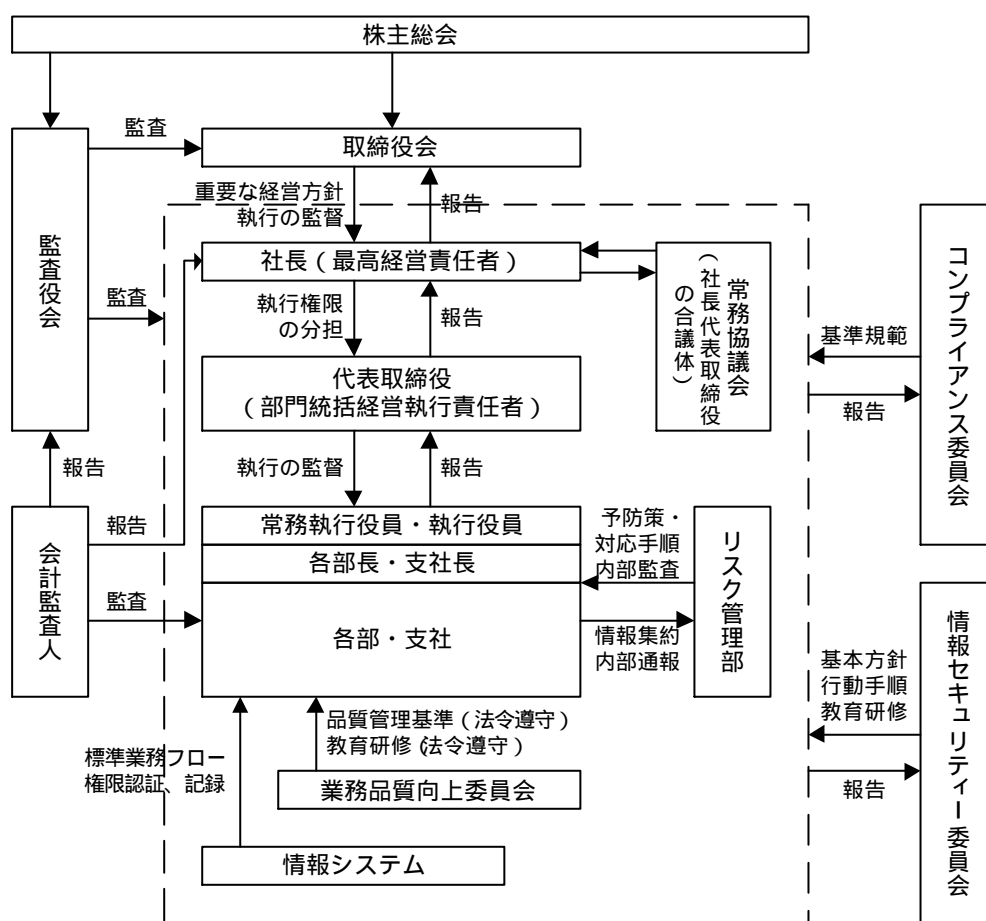 株主総会
監査
取締役会
重要な経営方針
執行の監督
報告
監査役会
社長（最高経営責任者）
常務協議会
（社長代表取締役
の合議体）
コンプライアンス委員会
監査
執行権限
の分担
報告
基準規範
報告
代表取締役
（部門統括経営執行責任者）
報告
執行の監督
報告
会計監査人
報告
常務執行役員・執行役員
各部長・支社長
各部・支社
監査
予防策・
対応手順
内部監査
リスク管理部
情報集約
内部通報
情報セキュリティー委員会
基本方針
行動手順
教育研修
報告
品質管理基準（法令遵守）
教育研修（法令遵守）
標準業務フロー
権限認証、記録
業務品質向上委員会
情報システム